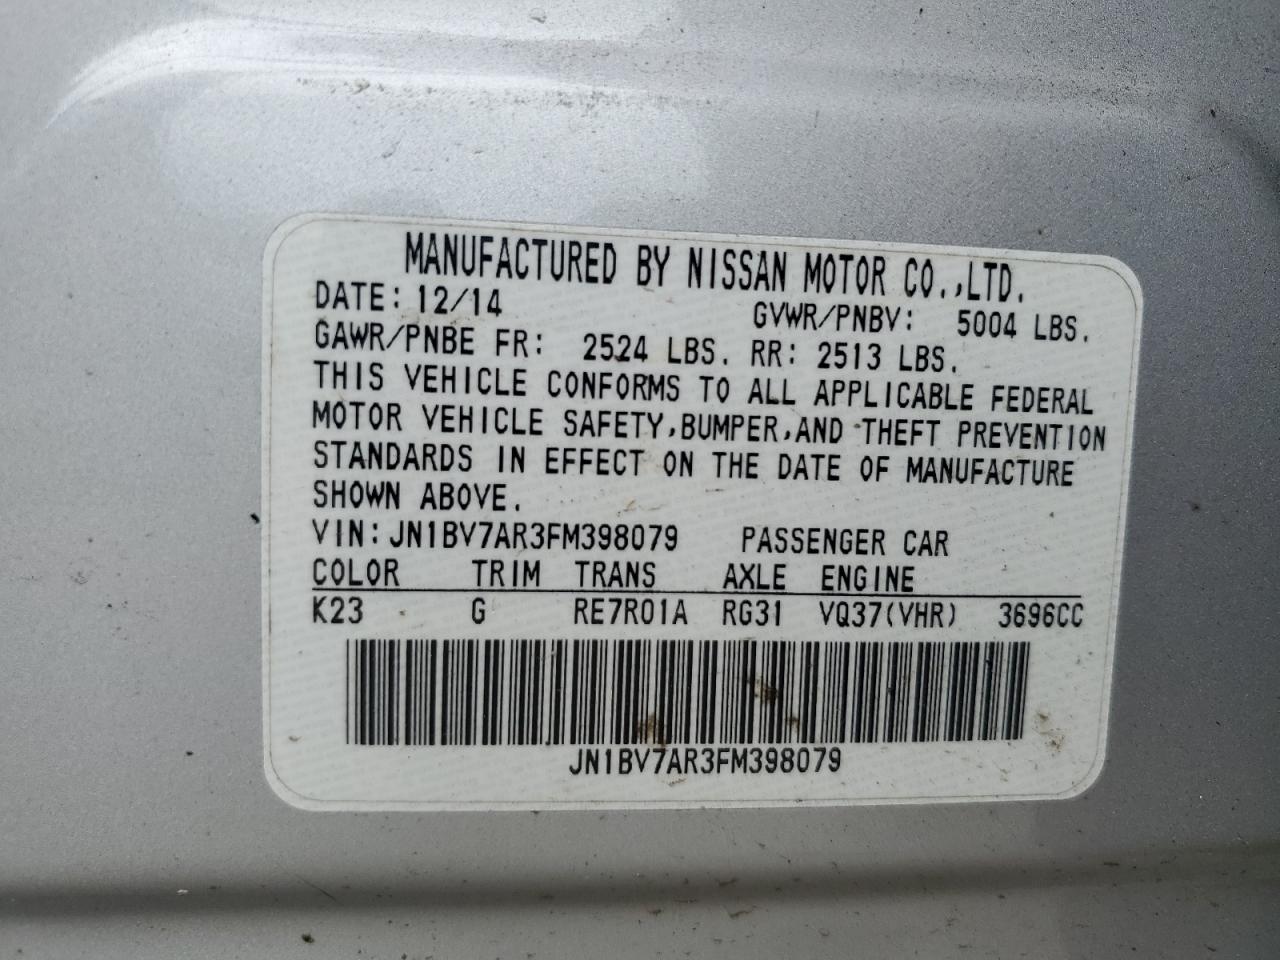 MANUFACTURED BY NISSAN MOTOR CO.,LTD.
DATE: 12/14 GVWR/PNBV: 5004 LBS.
GAWR/PNBE FR: 2524 LBS. RR: 2513 LBS.
THIS VEHICLE CONFORMS TO ALL APPLICABLE FEDERAL
MOTOR VEHICLE SAFETY,BUMPER,AND THEFT PREVENTION
STANDARDS IN EFFECT ON THE DATE OF MANUFACTURE
SHOWN ABOVE.
VIN:JN1BV7AR3FM398079 PASSENGER CAR
COLOR TRIM TRANS AXLE ENGINE
K23 G RE7R01A RG31 VQ37(VHR) 3696CC
JN1BV7AR3FM398079